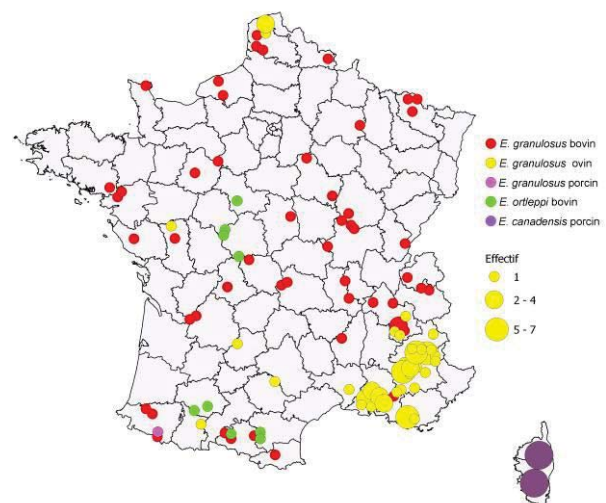 E. granulosus bovin
E. granulosus ovin
E. granulosus porcin
E. ortleppi bovin
E. canadensis porcin
Effectif
1
2 - 4
5 - 7